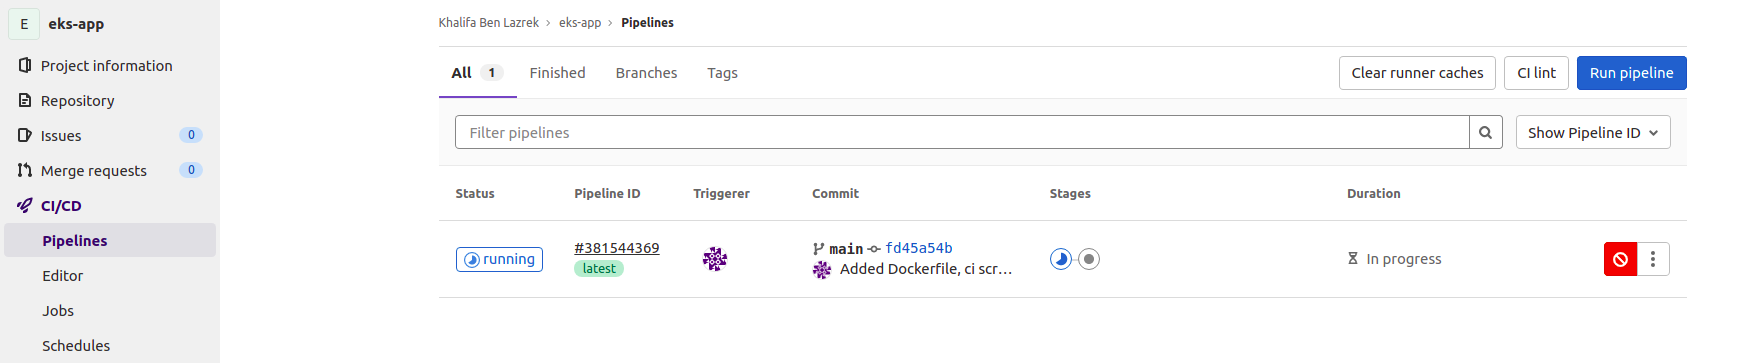 E eks-app
Project information
Repository
Issues 0
Merge requests 0
CI/CD
Pipelines
Editor
Jobs
Schedules
Khalifa Ben Lazrek › eks-app › Pipelines
All 1 Finished Branches Tags
Clear runner caches CI lint Run pipeline
Filter pipelines
Show Pipeline ID
Status Pipeline ID Triggerer Commit Stages Duration
running
#381544369
latest
main fd45a54b
Added Dockerfile, ci scr...
In progress